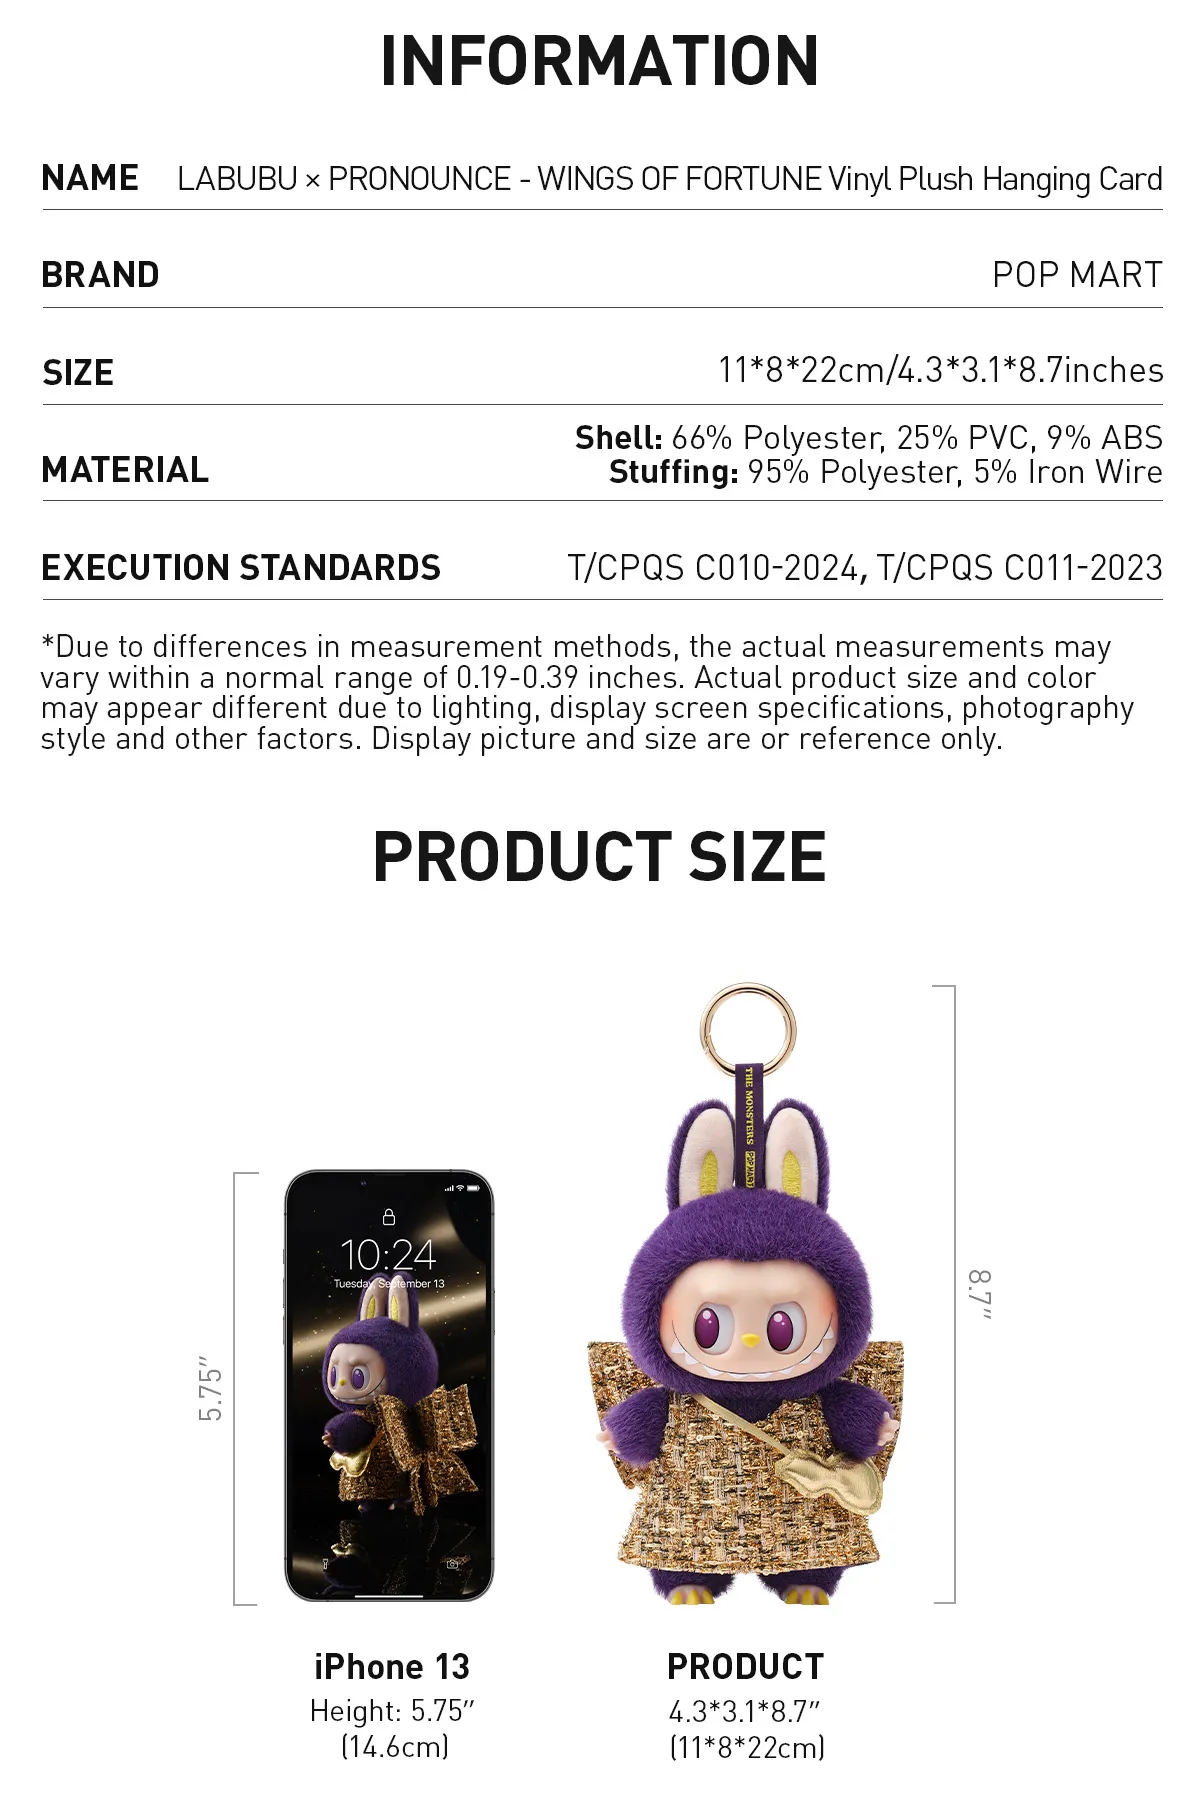 INFORMATION
NAME LABUBU × PRONOUNCE - WINGS OF FORTUNE Vinyl Plush Hanging Card
BRAND POP MART
SIZE 11*8*22cm/4.3*3.1*8.7inches
Shell: 66% Polyester, 25% PVC, 9% ABS
MATERIAL Stuffing: 95% Polyester, 5% Iron Wire
EXECUTION STANDARDS T/CPQS C010-2024, T/CPQS C011-2023
*Due to differences in measurement methods, the actual measurements may
vary within a normal range of 0.19-0.39 inches. Actual product size and color
may appear different due to lighting, display screen specifications, photography
style and other factors. Display picture and size are or reference only.
PRODUCT SIZE
THE MONSTERS
POP MART
10:24
Tuesday, September 13
5.75″
8.7″
iPhone 13
Height: 5.75″
(14.6cm)
PRODUCT
4.3*3.1*8.7″
(11*8*22cm)